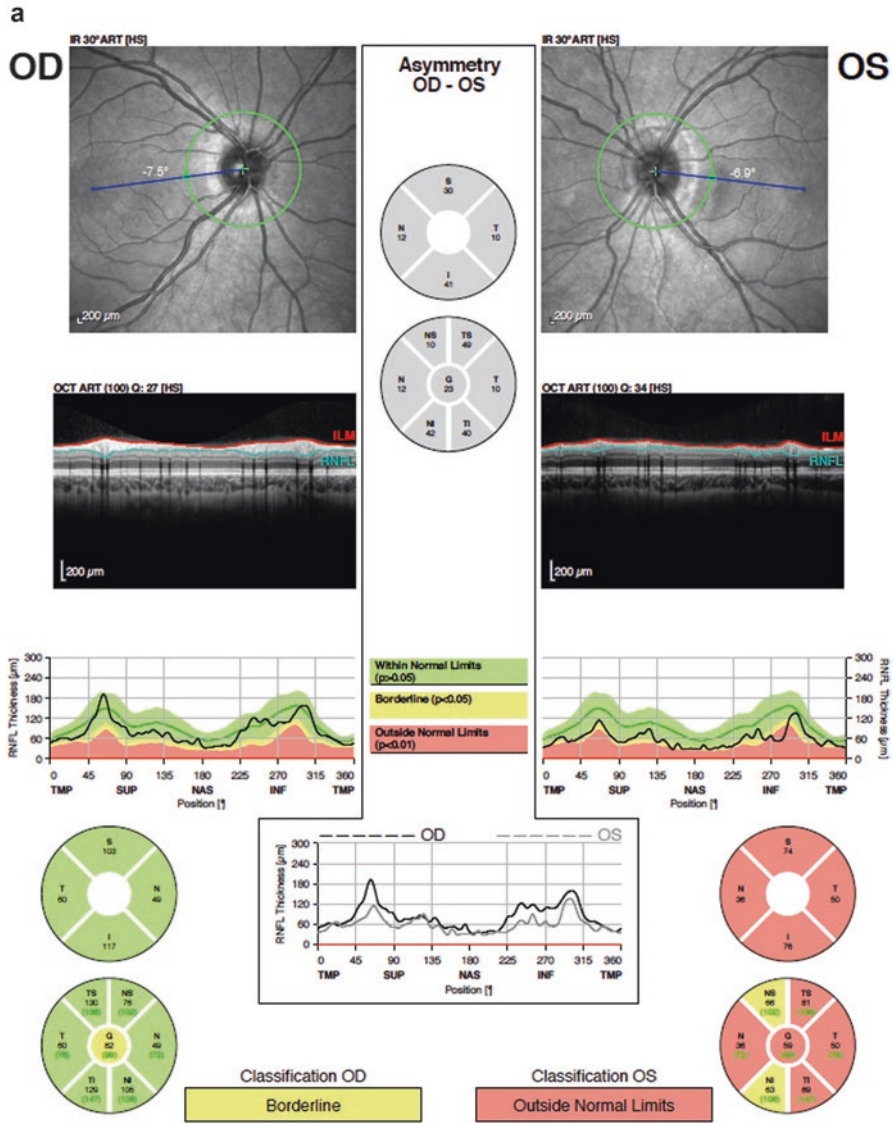 a
IR 30° ART [HS]
OD
-7.5°
200 µm
Asymmetry
OD - OS
S
30
N
12
T
10
I
41
NS
10
TS
49
N
12
G
23
T
10
NI
42
TI
40
IR 30° ART [HS]
OS
-6.9°
200 µm
OCT ART (100) Q: 27 [HS]
ILM
RNFL
200 µm
OCT ART (100) Q: 34 [HS]
ILM
RNFL
200 µm
RNFL Thickness [µm]
300
240
180
120
60
0
0 45 90 135 180 225 270 315 360
TMP SUP NAS INF TMP
Position [°]
Within Normal Limits
(p>0.05)
Borderline (p<0.05)
Outside Normal Limits
(p<0.01)
300
240
180
120
60
0
RNFL Thickness [µm]
0 45 90 135 180 225 270 315 360
TMP SUP NAS INF TMP
Position [°]
S
103
T
60
N
49
I
117
TS
130
NS
76
(102)
T
60
(76)
G
82
N
49
(72)
TI
129
(147)
NI
105
OD
OS
RNFL Thickness [µm]
300
240
180
120
60
0
0 45 90 135 180 225 270 315 360
TMP SUP NAS INF TMP
Position [°]
S
74
N
36
T
50
I
76
NS
66
(102)
TS
81
N
36
G
59
T
50
NI
63
TI
89
Classification OD
Borderline
Classification OS
Outside Normal Limits